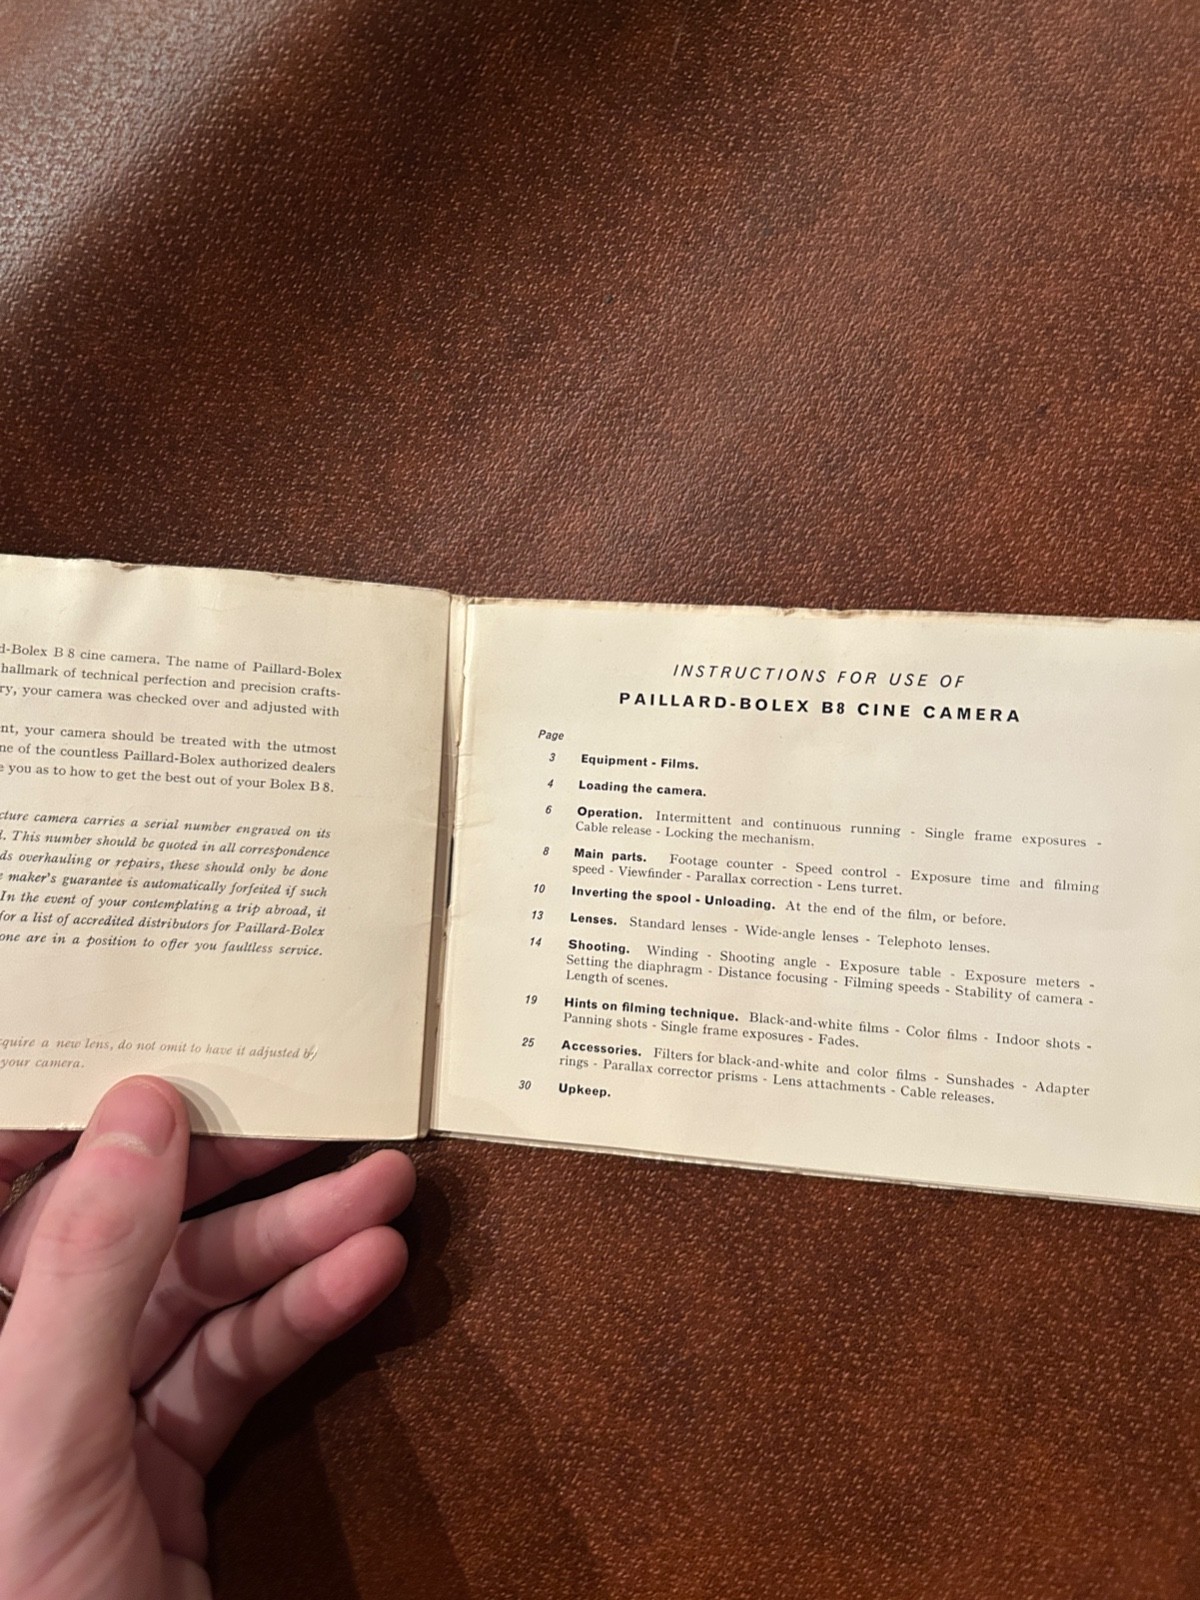 d-Bolex B 8 cine camera. The name of Paillard-Bolex
hallmark of technical perfection and precision crafts-
ry, your camera was checked over and adjusted with
nt, your camera should be treated with the utmost
ne of the countless Paillard-Bolex authorized dealers
e you as to how to get the best out of your Bolex B 8.
cture camera carries a serial number engraved on its
l. This number should be quoted in all correspondence
ds overhauling or repairs, these should only be done
e maker's guarantee is automatically forfeited if such
In the event of your contemplating a trip abroad, it
for a list of accredited distributors for Paillard-Bolex
one are in a position to offer you faultless service.
cquire a new lens, do not omit to have it adjusted by
your camera.
INSTRUCTIONS FOR USE OF
PAILLARD-BOLEX B8 CINE CAMERA
Page
3 Equipment - Films.
4 Loading the camera.
6 Operation. Intermittent and continuous running - Single frame exposures -
Cable release - Locking the mechanism.
8 Main parts. Footage counter - Speed control - Exposure time and filming
speed - Viewfinder - Parallax correction - Lens turret.
10 Inverting the spool - Unloading. At the end of the film, or before.
13 Lenses. Standard lenses - Wide-angle lenses - Telephoto lenses.
14 Shooting. Winding - Shooting angle - Exposure table - Exposure meters -
Setting the diaphragm - Distance focusing - Filming speeds - Stability of camera -
Length of scenes.
19 Hints on filming technique. Black-and-white films - Color films - Indoor shots -
Panning shots - Single frame exposures - Fades.
25 Accessories. Filters for black-and-white and color films - Sunshades - Adapter
rings - Parallax corrector prisms - Lens attachments - Cable releases.
30 Upkeep.